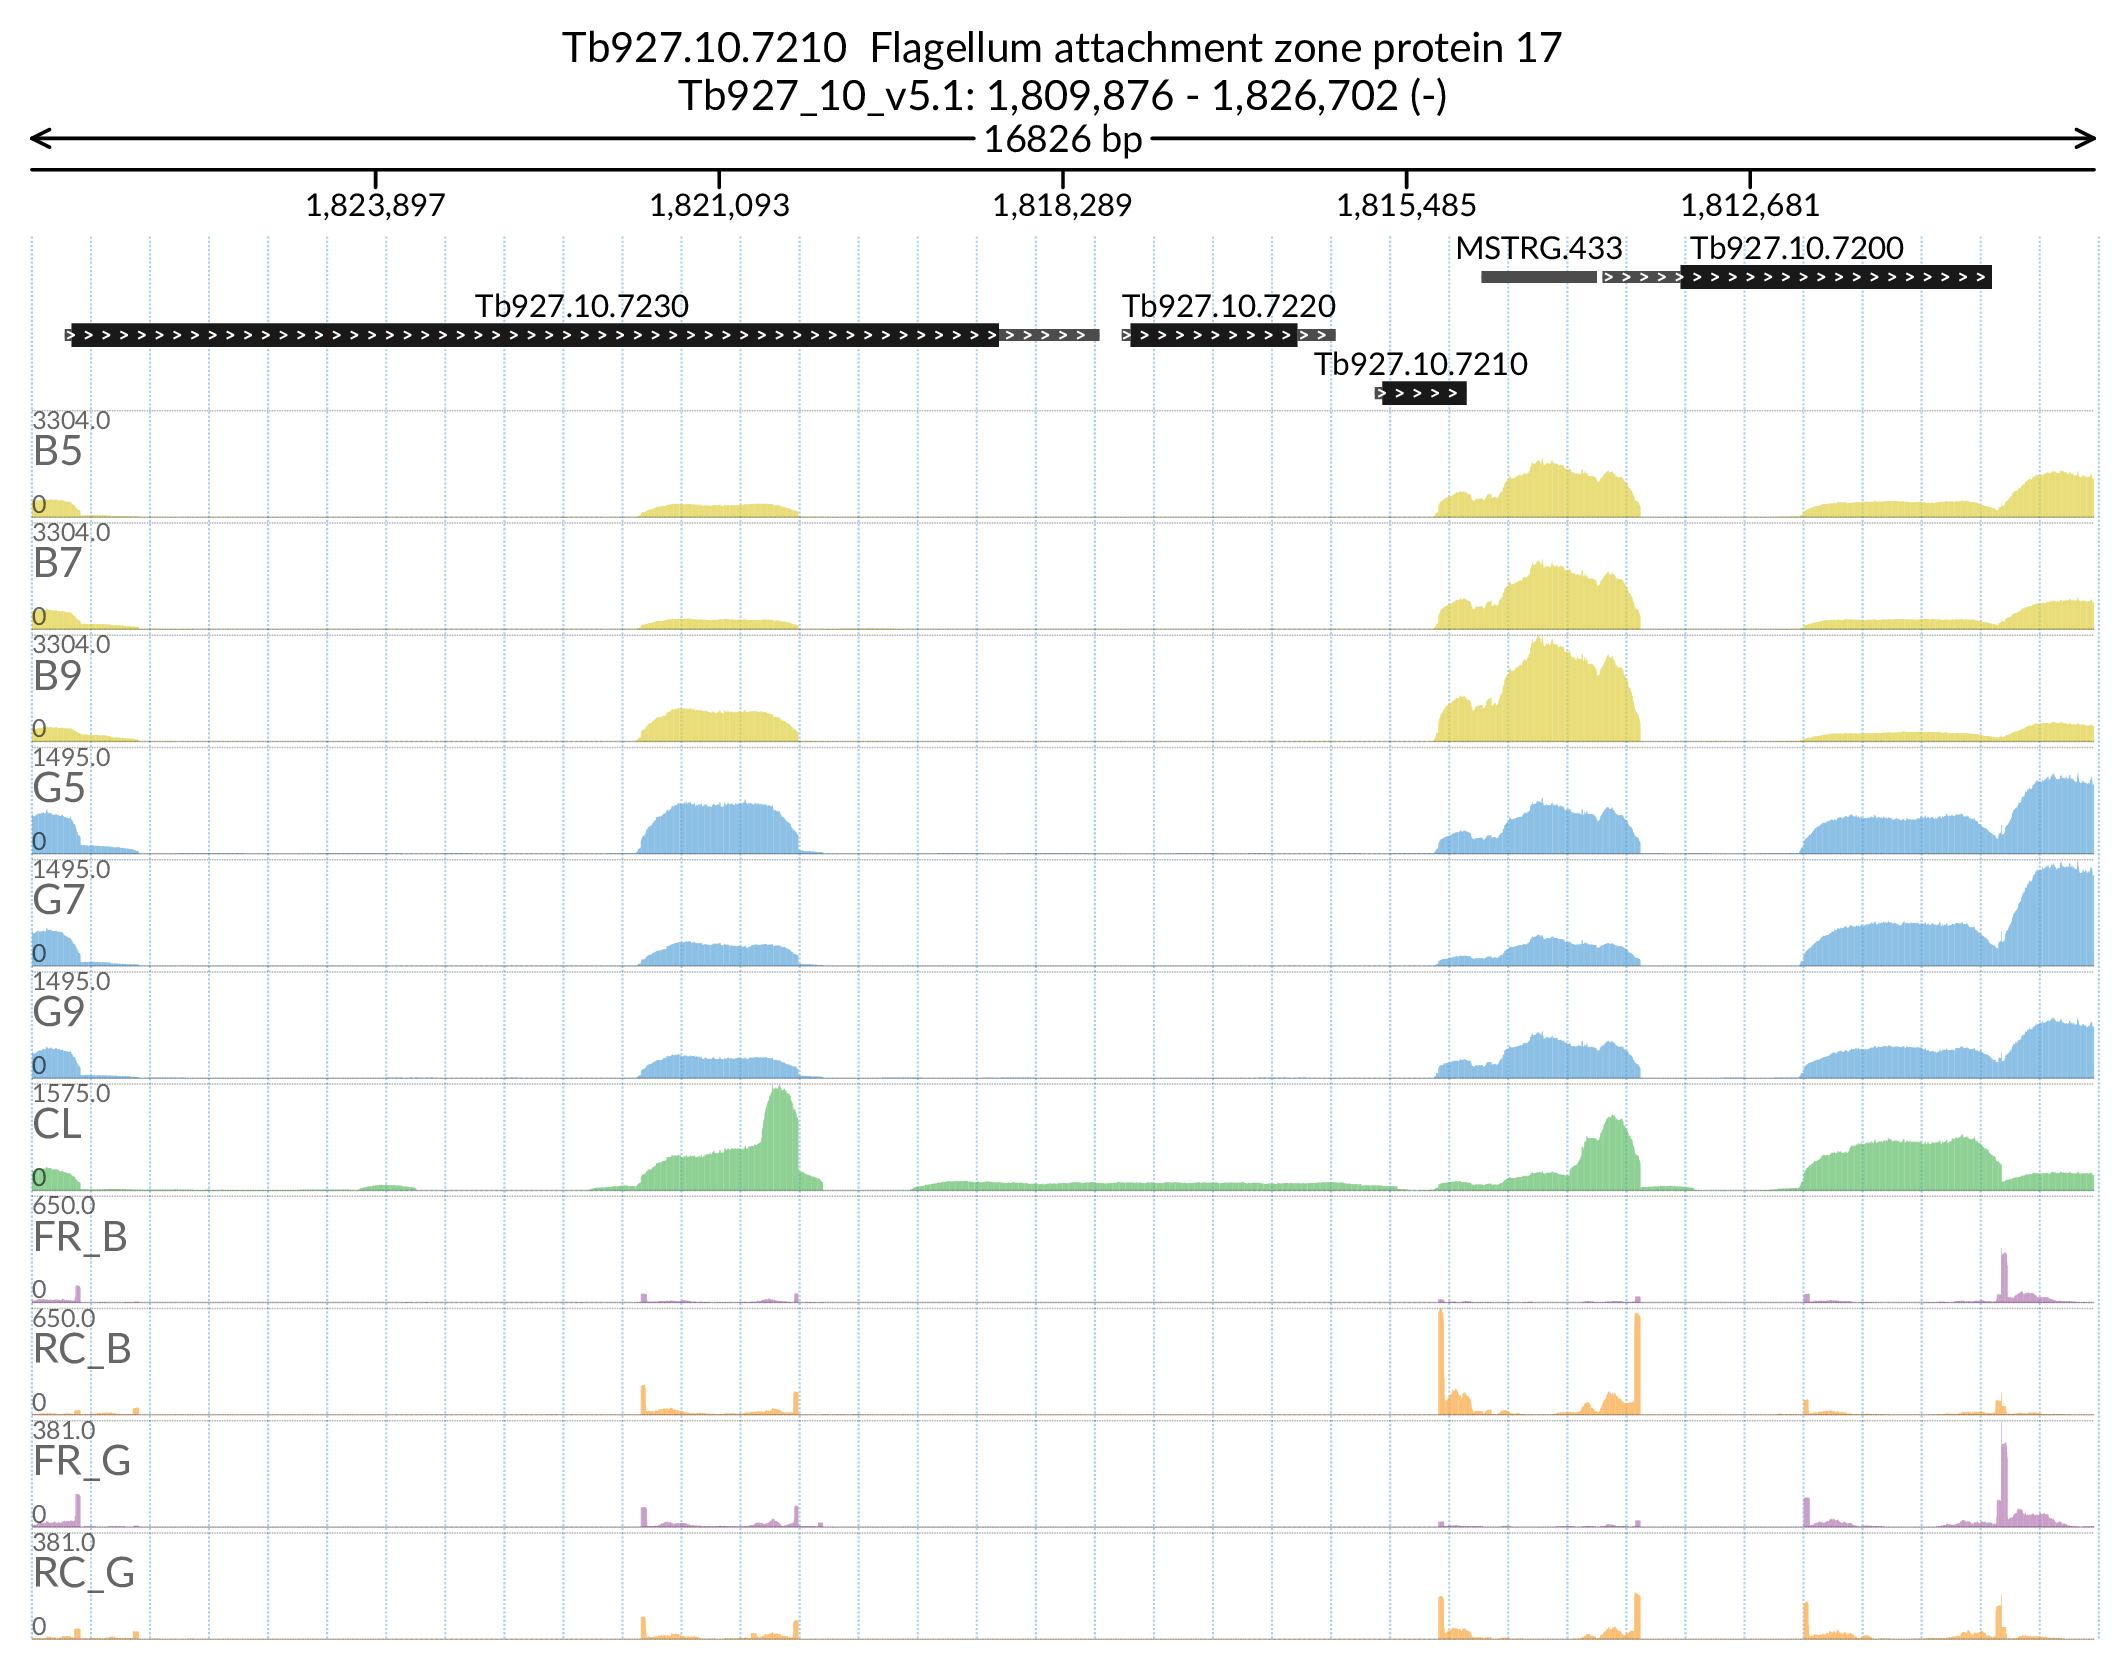 Tb927.10.7210  Flagellum attachment zone protein 17
Tb927_10_v5.1: 1,809,876 - 1,826,702 (-)
16826 bp
1,823,897 1,821,093 1,818,289 1,815,485 1,812,681
MSTRG.433 Tb927.10.7200
Tb927.10.7230 Tb927.10.7220
Tb927.10.7210
3304.0
B5
0
3304.0
B7
0
3304.0
B9
0
1495.0
G5
0
1495.0
G7
0
1495.0
G9
0
1575.0
CL
0
650.0
FR_B
0
650.0
RC_B
0
381.0
FR_G
0
381.0
RC_G
0